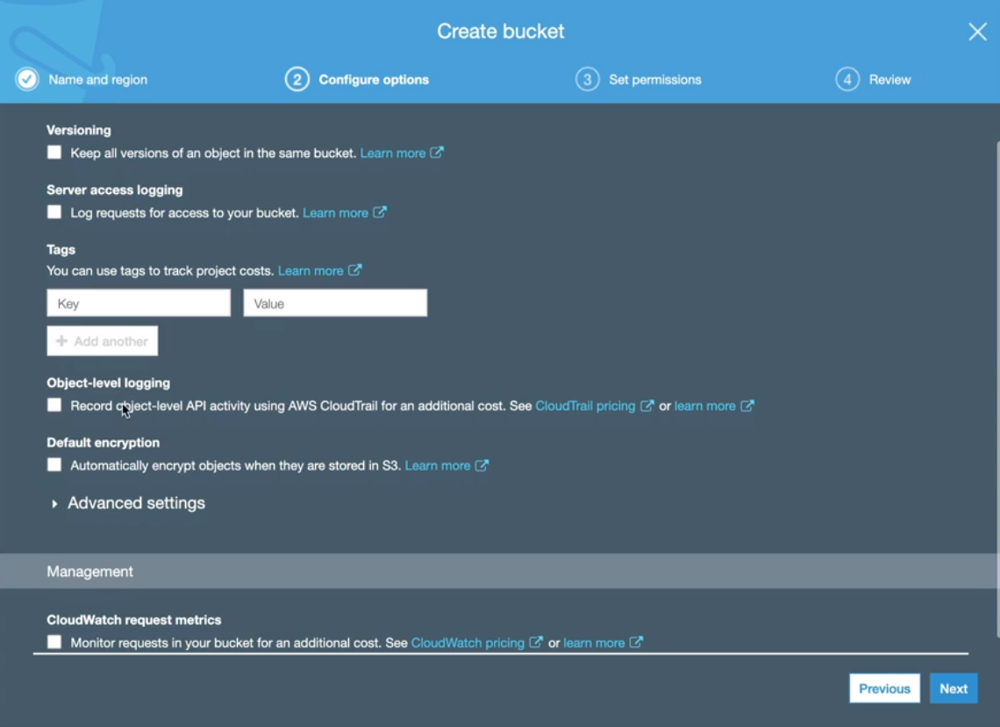 Create bucket
Name and region
2 Configure options
3 Set permissions
4 Review
Versioning
Keep all versions of an object in the same bucket. Learn more
Server access logging
Log requests for access to your bucket. Learn more
Tags
You can use tags to track project costs. Learn more
Key Value
+ Add another
Object-level logging
Record object-level API activity using AWS CloudTrail for an additional cost. See CloudTrail pricing or learn more
Default encryption
Automatically encrypt objects when they are stored in S3. Learn more
Advanced settings
Management
CloudWatch request metrics
Monitor requests in your bucket for an additional cost. See CloudWatch pricing or learn more
Previous Next